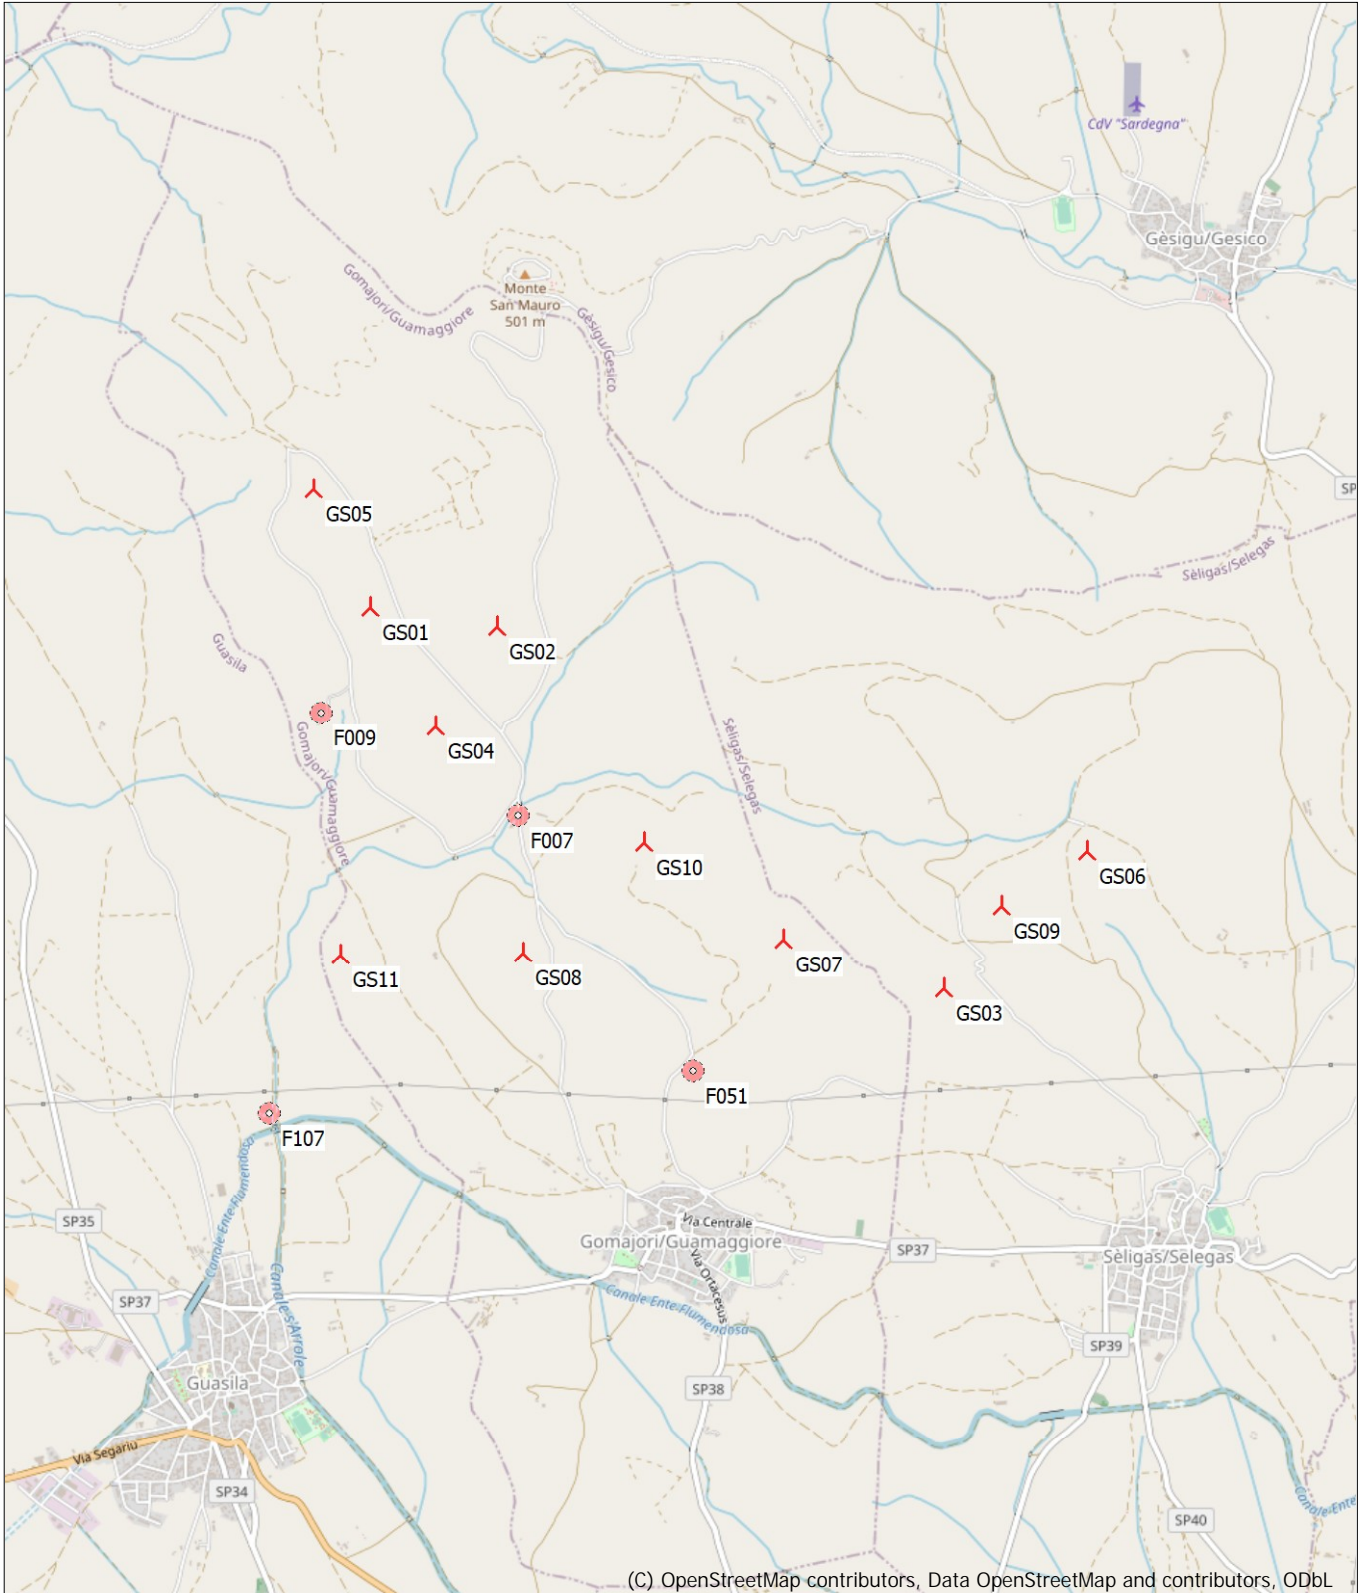 CdV "Sardegna"
Gèsigu/Gesico
Gomajori/Guamaggiore
Monte
San Mauro
501 m
Gèsigu/Gesico
SP
GS05
Sèligas/Selegas
GS01
GS02
Guasila
F009
GS04
Gomajori/Guamaggiore
Sèligas/Selegas
F007
GS10
GS06
GS09
GS11
GS08
GS07
GS03
F051
F107
Canale Ente Flumendosa
SP35
Via Centrale
Gomajori/Guamaggiore
SP37
Sèligas/Selegas
Via Ortacesus
Canale s'Arrole
SP37
Canale Ente Flumendosa
SP39
Guasila
SP38
Via Segariu
SP34
Canale Ente
SP40
(C) OpenStreetMap contributors, Data OpenStreetMap and contributors, ODbL